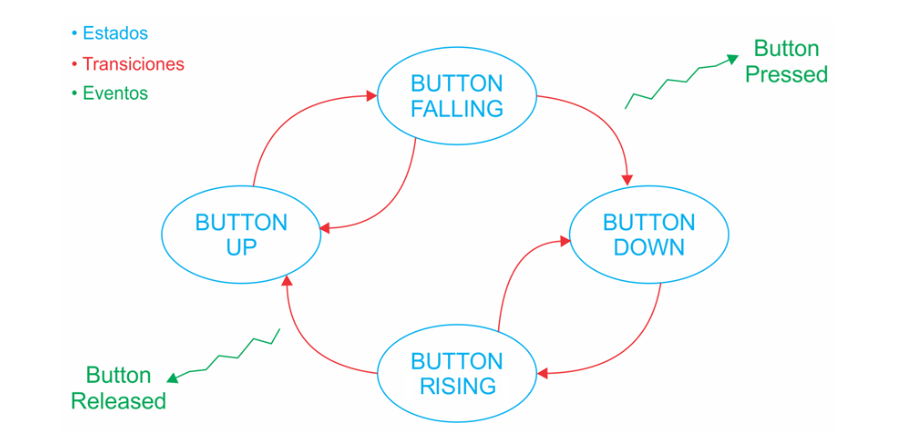 • Estados
• Transiciones
• Eventos
BUTTON
FALLING
Button
Pressed
BUTTON
UP
BUTTON
DOWN
BUTTON
RISING
Button
Released